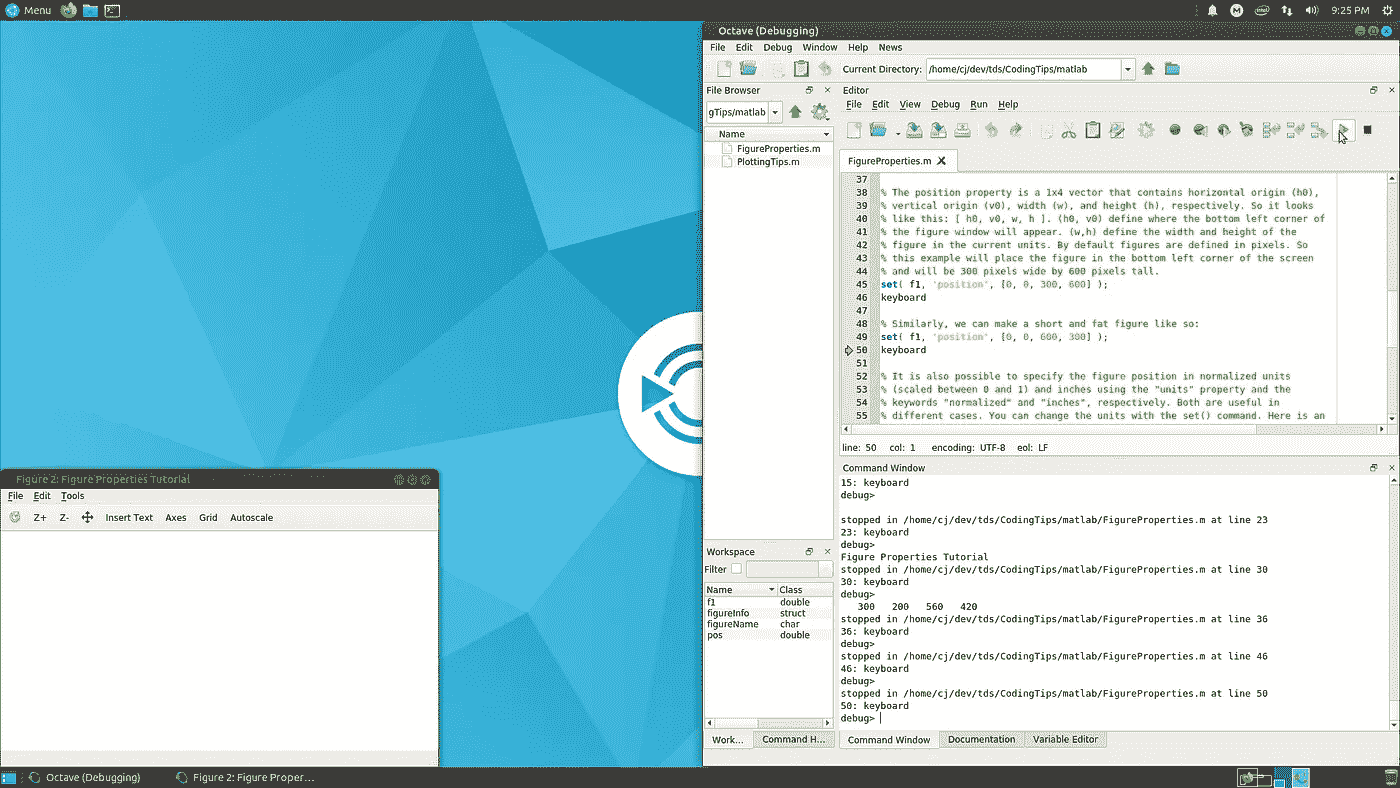 Menu
9:25 PM
Octave (Debugging)
File Edit Debug Window Help News
Current Directory: /home/cj/dev/tds/CodingTips/matlab
File Browser
gTips/matlab
Name
FigureProperties.m
PlottingTips.m
Editor
File Edit View Debug Run Help
FigureProperties.m
37
38 % The position property is a 1x4 vector that contains horizontal origin (h0),
39 % vertical origin (v0), width (w), and height (h), respectively. So it looks
40 % like this: [ h0, v0, w, h ]. (h0, v0) define where the bottom left corner of
41 % the figure window will appear. (w,h) define the width and height of the
42 % figure in the current units. By default figures are defined in pixels. So
43 % this example will place the figure in the bottom left corner of the screen
44 % and will be 300 pixels wide by 600 pixels tall.
45 set( f1, 'position', [0, 0, 300, 600] );
46 keyboard
47
48 % Similarly, we can make a short and fat figure like so:
49 set( f1, 'position', [0, 0, 600, 300] );
50 keyboard
51
52 % It is also possible to specify the figure position in normalized units
53 % (scaled between 0 and 1) and inches using the "units" property and the
54 % keywords "normalized" and "inches", respectively. Both are useful in
55 % different cases. You can change the units with the set() command. Here is an
line: 50 col: 1 encoding: UTF-8 eol: LF
Command Window
15: keyboard
debug>
stopped in /home/cj/dev/tds/CodingTips/matlab/FigureProperties.m at line 23
23: keyboard
debug>
Figure Properties Tutorial
stopped in /home/cj/dev/tds/CodingTips/matlab/FigureProperties.m at line 30
30: keyboard
debug>
300 200 560 420
stopped in /home/cj/dev/tds/CodingTips/matlab/FigureProperties.m at line 36
36: keyboard
debug>
stopped in /home/cj/dev/tds/CodingTips/matlab/FigureProperties.m at line 46
46: keyboard
debug>
stopped in /home/cj/dev/tds/CodingTips/matlab/FigureProperties.m at line 50
50: keyboard
debug>
Workspace
Filter
Name Class
f1 double
figureInfo struct
figureName char
pos double
Work... Command H...
Command Window Documentation Variable Editor
Figure 2: Figure Properties Tutorial
File Edit Tools
Z+ Z- Insert Text Axes Grid Autoscale
Octave (Debugging) Figure 2: Figure Proper...